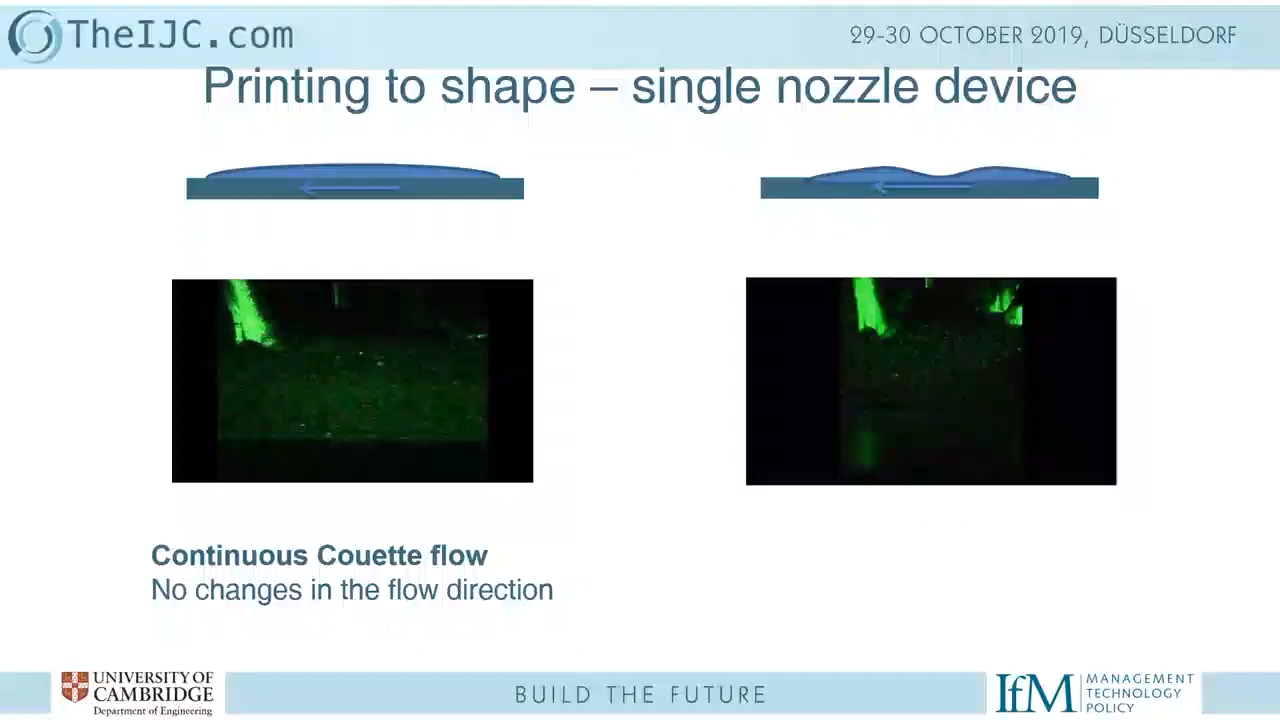 TheIJC.com
29-30 OCTOBER 2019, DÜSSELDORF
Printing to shape – single nozzle device
Continuous Couette flow
No changes in the flow direction
UNIVERSITY OF
CAMBRIDGE
Department of Engineering
BUILD THE FUTURE
IfM
MANAGEMENT
TECHNOLOGY
POLICY